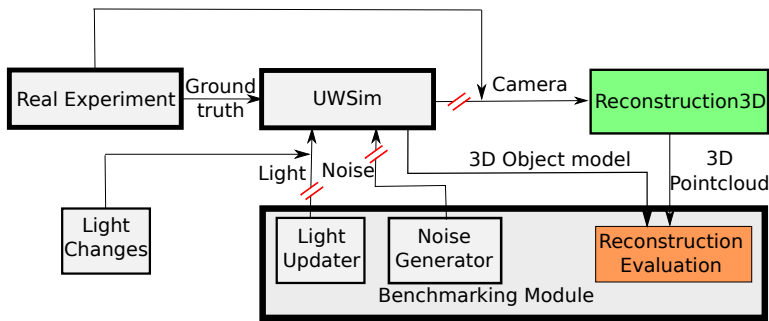 Real Experiment
Ground
truth
UWSim
Camera
Reconstruction3D
Light
Noise
3D Object model
3D
Pointcloud
Light
Changes
Light
Updater
Noise
Generator
Reconstruction
Evaluation
Benchmarking Module